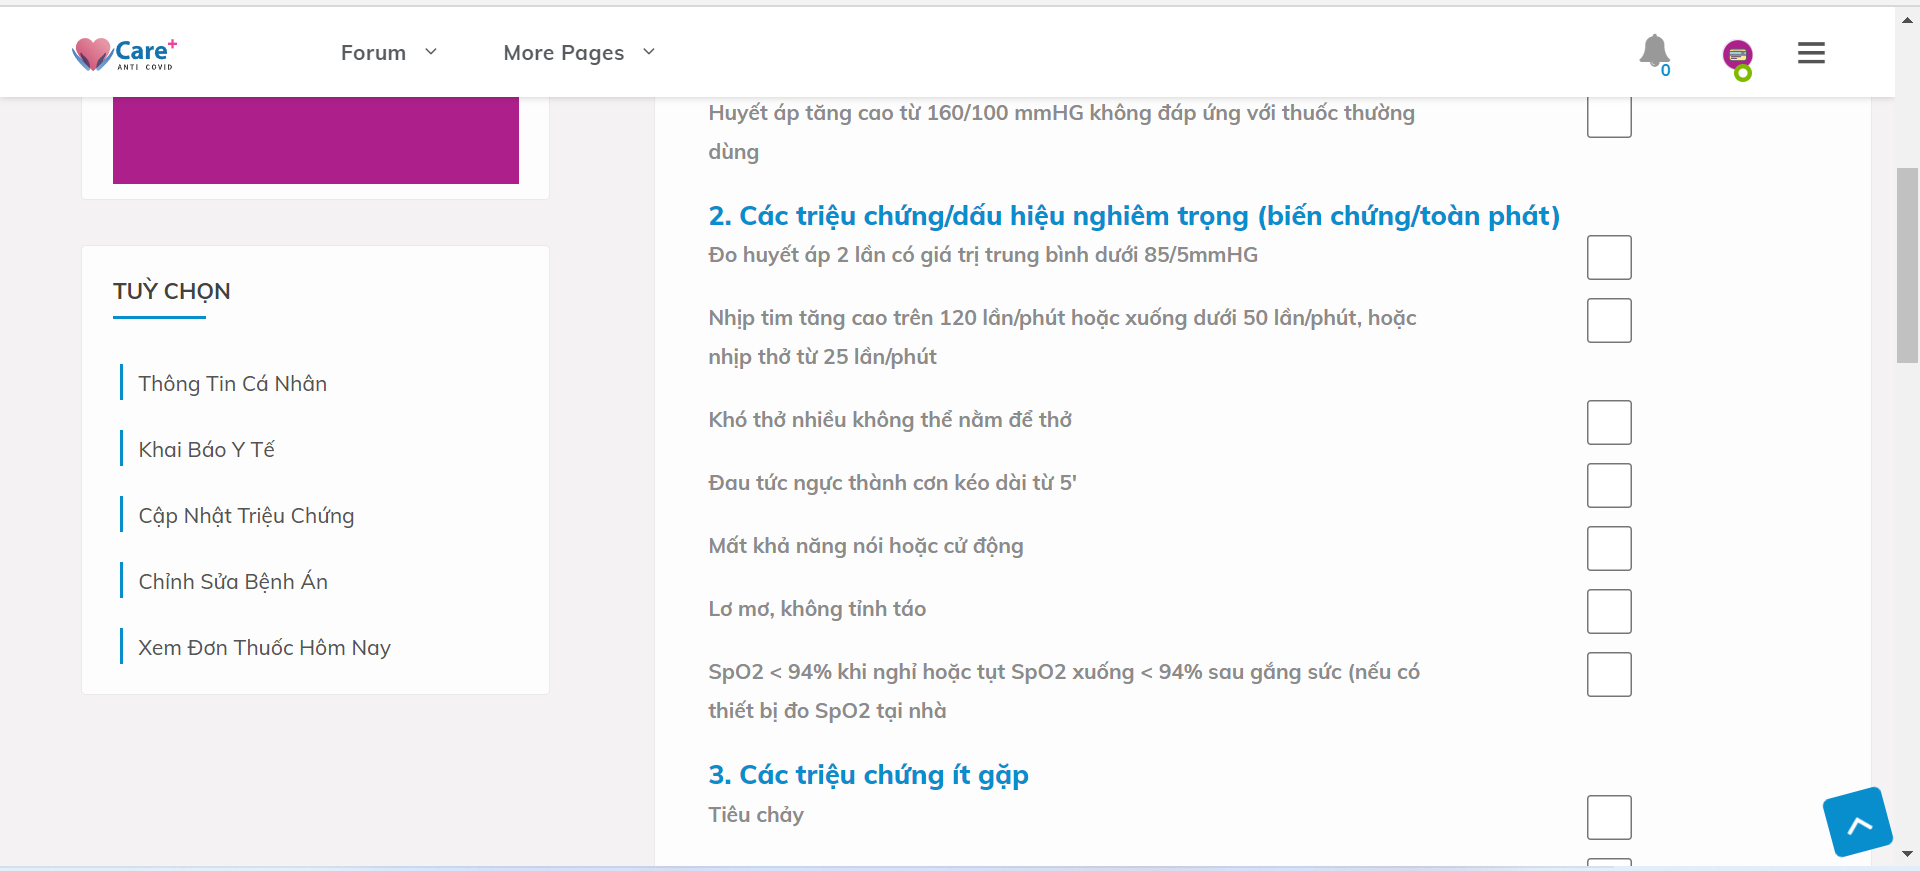 Care+
ANTI COVID
Forum
More Pages
0
Huyết áp tăng cao từ 160/100 mmHG không đáp ứng với thuốc thường
dùng
2. Các triệu chứng/dấu hiệu nghiêm trọng (biến chứng/toàn phát)
Đo huyết áp 2 lần có giá trị trung bình dưới 85/5mmHG
Nhịp tim tăng cao trên 120 lần/phút hoặc xuống dưới 50 lần/phút, hoặc
nhịp thở từ 25 lần/phút
Khó thở nhiều không thể nằm để thở
Đau tức ngực thành cơn kéo dài từ 5'
Mất khả năng nói hoặc cử động
Lơ mơ, không tỉnh táo
SpO2 < 94% khi nghỉ hoặc tụt SpO2 xuống < 94% sau gắng sức (nếu có
thiết bị đo SpO2 tại nhà
3. Các triệu chứng ít gặp
Tiêu chảy
TUỲ CHỌN
Thông Tin Cá Nhân
Khai Báo Y Tế
Cập Nhật Triệu Chứng
Chỉnh Sửa Bệnh Án
Xem Đơn Thuốc Hôm Nay